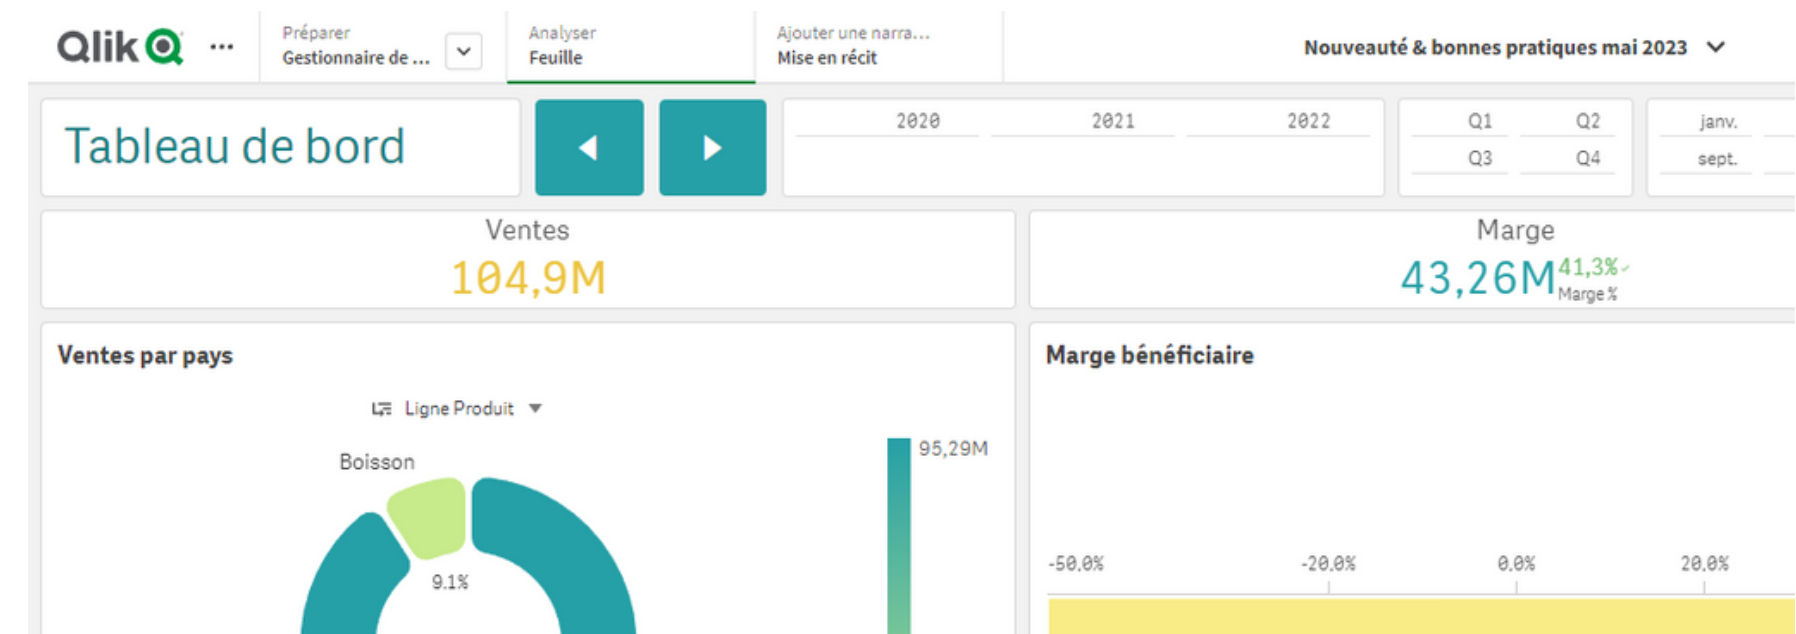 Qlik
Préparer
Gestionnaire de ...
Analyser
Feuille
Ajouter une narra...
Mise en récit
Nouveauté & bonnes pratiques mai 2023
Tableau de bord
2020 2021 2022
Q1 Q2
Q3 Q4
janv.
sept.
Ventes
104,9M
Marge
43,26M 41,3%
Marge %
Ventes par pays
Ligne Produit
Boisson
9.1%
95,29M
Marge bénéficiaire
-50,0% -20,0% 0,0% 20,0%